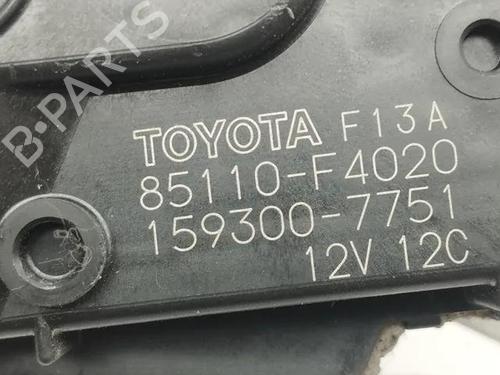 B-PARTS
TOYOTA F13A
85110-F4020
159300-7751
12V 12C